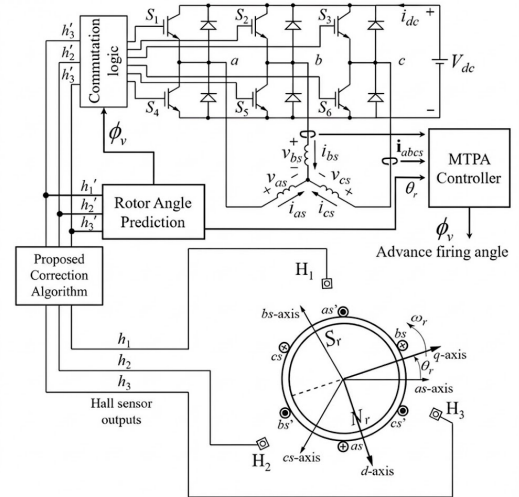 S₁
S₂
S₃
i_dc
+
h₃′
h₂′
h₁′
Commutation logic
a
b
c
V_dc
S₄
S₅
S₆
−
ϕ_v
+
v_bs
−
i_bs
i_abcs
MTPA
Controller
θ_r
v_as
−
−
v_cs
+
+
i_as
i_cs
h₁′
h₂′
h₃′
Rotor Angle
Prediction
ϕ_v
Advance firing angle
Proposed
Correction
Algorithm
H₁
h₁
h₂
h₃
Hall sensor
outputs
bs-axis
as'
S_r
bs
ω_r
q-axis
θ_r
as-axis
cs
bs'
N_r
cs'
H₃
as
H₂
cs-axis
d-axis